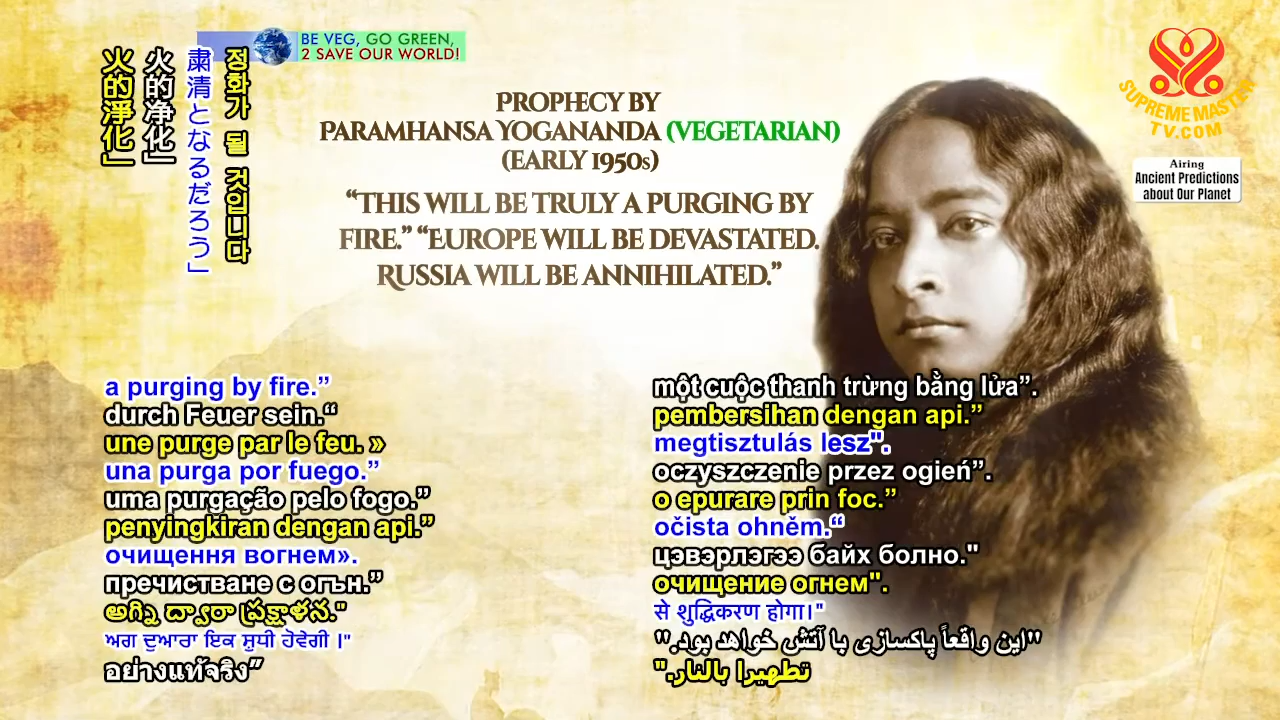 BE VEG, GO GREEN,
2 SAVE OUR WORLD!
SUPREME MASTER
TV.COM
Airing
Ancient Predictions
about Our Planet
정화가 될 것입니다
粛清となるだろう」
火的净化」
火的淨化」
PROPHECY BY
PARAMHANSA YOGANANDA (VEGETARIAN)
(EARLY 1950s)
“THIS WILL BE TRULY A PURGING BY
FIRE.” “EUROPE WILL BE DEVASTATED.
RUSSIA WILL BE ANNIHILATED.”
a purging by fire.”
durch Feuer sein.“
une purge par le feu. »
una purga por fuego.”
uma purgação pelo fogo.”
penyingkiran dengan api.”
очищення вогнем».
пречистване с огън.”
అగ్ని ద్వారా ప్రక్షాళన."
ਅਗ ਦੁਆਰਾ ਇਕ ਸ਼ੁਧੀ ਹੋਵੇਗੀ ।"
อย่างแท้จริง”
một cuộc thanh trừng bằng lửa”.
pembersihan dengan api.”
megtisztulás lesz".
oczyszczenie przez ogień”.
o epurare prin foc.”
očista ohněm.“
цэвэрлэгээ байх болно."
очищение огнем".
से शुद्धिकरण होगा।"
"این واقعاً پاکسازی با آتش خواهد بود."
تطهيرا بالنار."